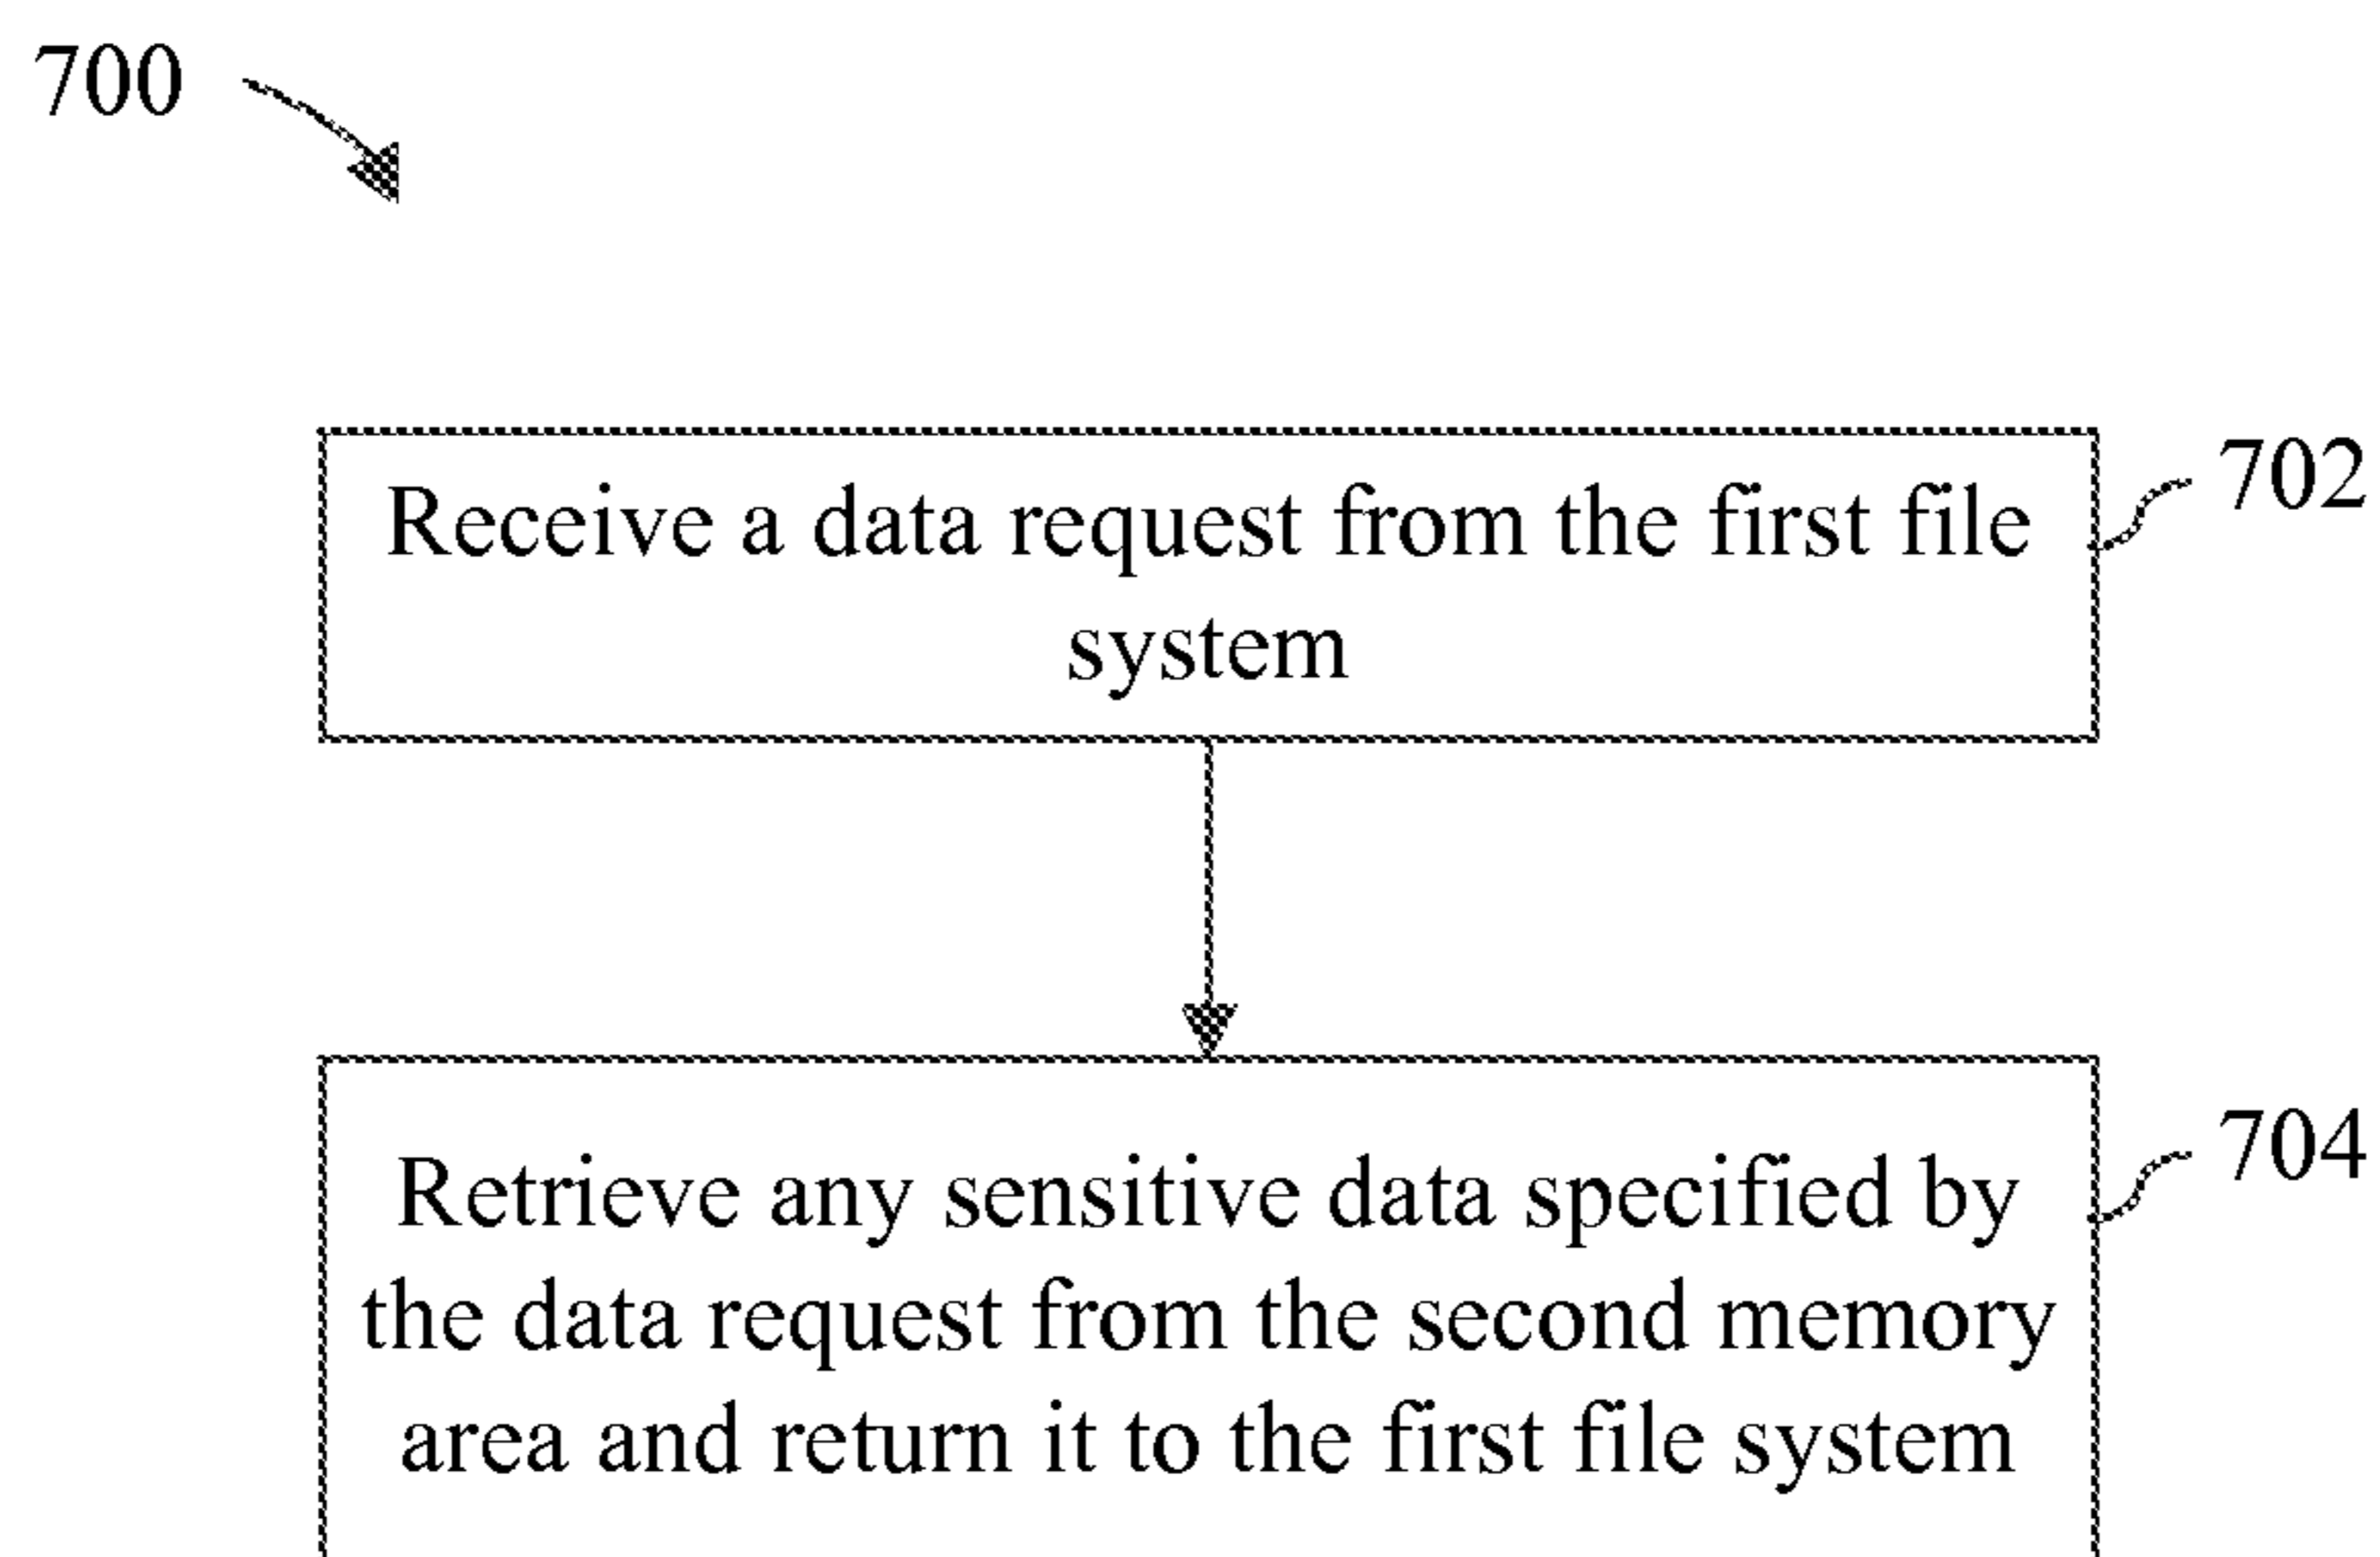 700
Receive a data request from the first file
system
702
Retrieve any sensitive data specified by
the data request from the second memory
area and return it to the first file system
704